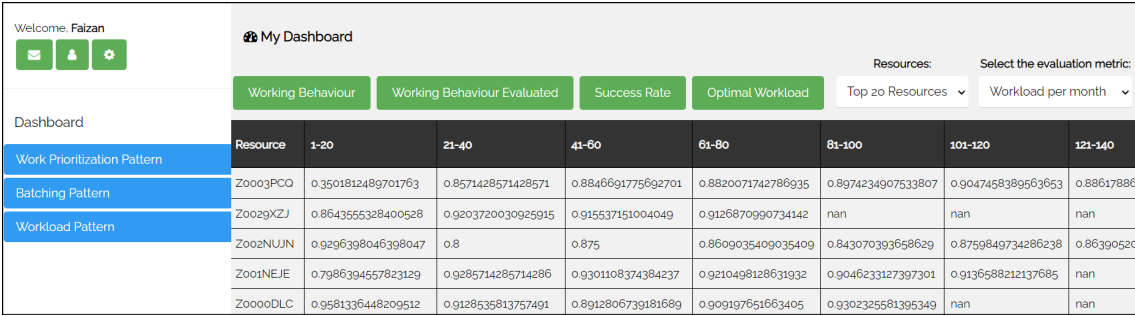 Welcome, Faizan
My Dashboard
Resources: Select the evaluation metric:
Working Behaviour Working Behaviour Evaluated Success Rate Optimal Workload Top 20 Resources Workload per month
Dashboard
Work Prioritization Pattern
Batching Pattern
Workload Pattern
Resource 1-20 21-40 41-60 61-80 81-100 101-120 121-140
Z0003PCQ 0.3501812489701763 0.8571428571428571 0.8846691775692701 0.8820071742786935 0.8974234907533807 0.9047458389563653 0.88617886
Z0029XZJ 0.8643555328400528 0.9203720030925915 0.915537151004049 0.9126870990734142 nan nan nan
Z002NUJN 0.9296398046398047 0.8 0.875 0.8609035409035409 0.843070393658629 0.8759849734286238 0.86390520
Z001NEJE 0.7986394557823129 0.9285714285714286 0.9301108374384237 0.9210498128631932 0.9046233127397301 0.9136588212137685 nan
Z0000DLC 0.9581336448209512 0.9128535813757491 0.8912806739181689 0.909197651663405 0.9302325581395349 nan nan